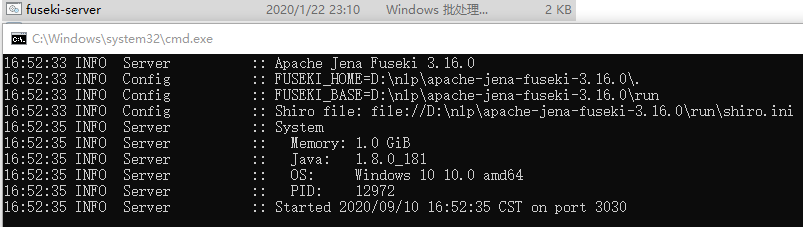 fuseki-server 2020/1/22 23:10 Windows 批处理... 2 KB
C:\Windows\system32\cmd.exe
16:52:33 INFO  Server          :: Apache Jena Fuseki 3.16.0
16:52:33 INFO  Config          :: FUSEKI_HOME=D:\nlp\apache-jena-fuseki-3.16.0\.
16:52:33 INFO  Config          :: FUSEKI_BASE=D:\nlp\apache-jena-fuseki-3.16.0\run
16:52:33 INFO  Config          :: Shiro file: file://D:\nlp\apache-jena-fuseki-3.16.0\run\shiro.ini
16:52:35 INFO  Server          :: System
16:52:35 INFO  Server          ::   Memory: 1.0 GiB
16:52:35 INFO  Server          ::   Java:   1.8.0_181
16:52:35 INFO  Server          ::   OS:     Windows 10 10.0 amd64
16:52:35 INFO  Server          ::   PID:    12972
16:52:35 INFO  Server          :: Started 2020/09/10 16:52:35 CST on port 3030